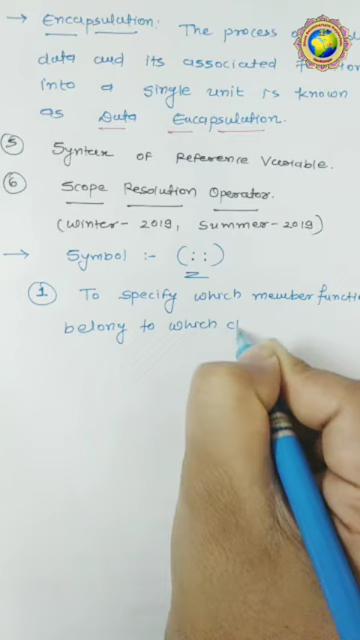 → Encapsulation: The process of
data and its associated
into a single unit is known
as Data Encapsulation.
⑤ Syntax of Reference Variable.
⑥ Scope Resolution Operator.
(Winter-2019, Summer-2019)
→ Symbol :- (::)
① To specify which member functi
belong to which cl